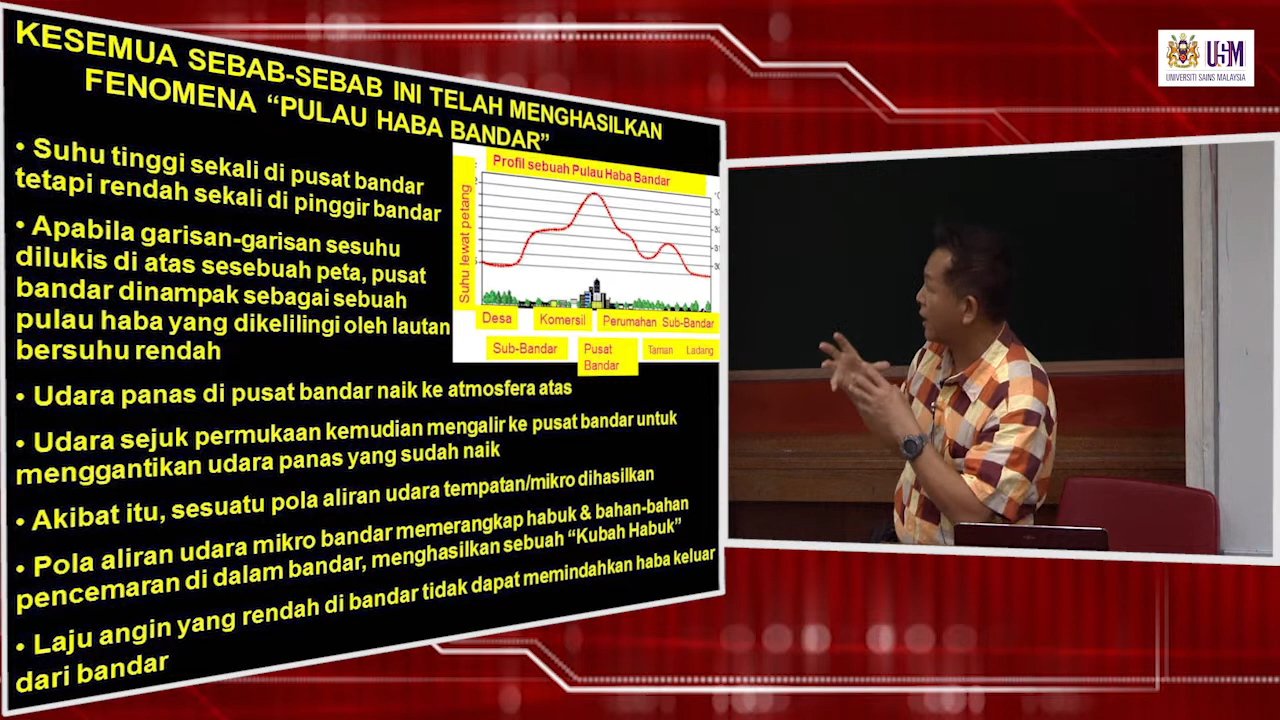 KESEMUA SEBAB-SEBAB INI TELAH MENGHASILKAN
FENOMENA “PULAU HABA BANDAR”
• Suhu tinggi sekali di pusat bandar
tetapi rendah sekali di pinggir bandar
• Apabila garisan-garisan sesuhu
dilukis di atas sesebuah peta, pusat
bandar dinampak sebagai sebuah
pulau haba yang dikelilingi oleh lautan
bersuhu rendah
• Udara panas di pusat bandar naik ke atmosfera atas
• Udara sejuk permukaan kemudian mengalir ke pusat bandar untuk
menggantikan udara panas yang sudah naik
• Akibat itu, sesuatu pola aliran udara tempatan/mikro dihasilkan
• Pola aliran udara mikro bandar memerangkap habuk & bahan-bahan
pencemaran di dalam bandar, menghasilkan sebuah “Kubah Habuk”
• Laju angin yang rendah di bandar tidak dapat memindahkan haba keluar
dari bandar
Profil sebuah Pulau Haba Bandar
Suhu lewat petang
Desa
Komersil
Perumahan Sub-Bandar
Sub-Bandar
Pusat
Bandar
Taman
Ladang
USM
UNIVERSITI SAINS MALAYSIA